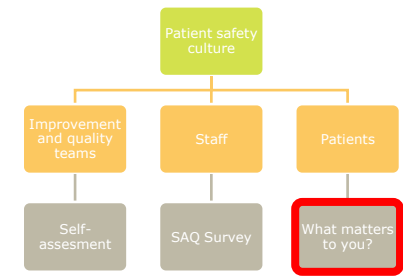 Patient safety
culture
Improvement
and quality
teams
Staff
Patients
Self-
assesment
SAQ Survey
What matters
to you?